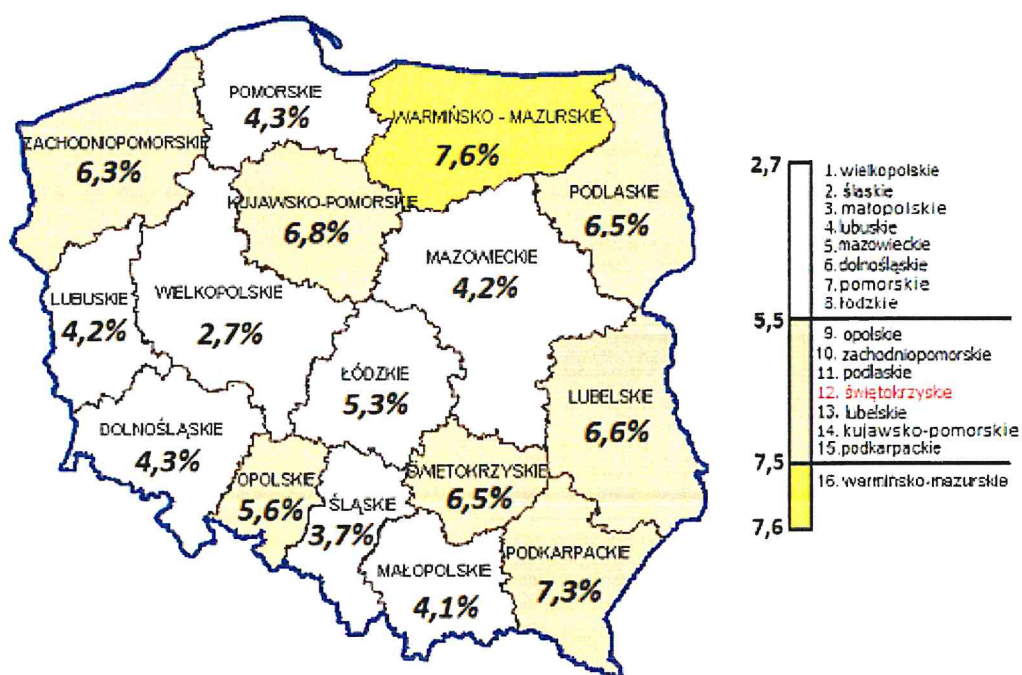 POMORSKIE
4,3%
WARMIŃSKO - MAZURSKIE
7,6%
ZACHODNIOPOMORSKIE
6,3%
KUJAWSKO-POMORSKIE
6,8%
PODLASKIE
6,5%
MAZOWIECKIE
4,2%
LUBUSKIE
4,2%
WIELKOPOLSKIE
2,7%
ŁÓDZKIE
5,3%
LUBELSKIE
6,6%
DOLNOŚLĄSKIE
4,3%
OPOLSKIE
5,6%
ŚLĄSKIE
3,7%
ŚWIETOKRZYSKIE
6,5%
MAŁOPOLSKIE
4,1%
PODKARPACKIE
7,3%
2,7
1. wielkopolskie
2. śląskie
3. małopolskie
4. lubuskie
5. mazowieckie
6. dolnośląskie
7. pomorskie
8. łódzkie
5,5
9. opolskie
10. zachodniopomorskie
11. podlaskie
12. świętokrzyskie
13. lubelskie
14. kujawsko-pomorskie
15. podkarpackie
7,5
16. warmińsko-mazurskie
7,6